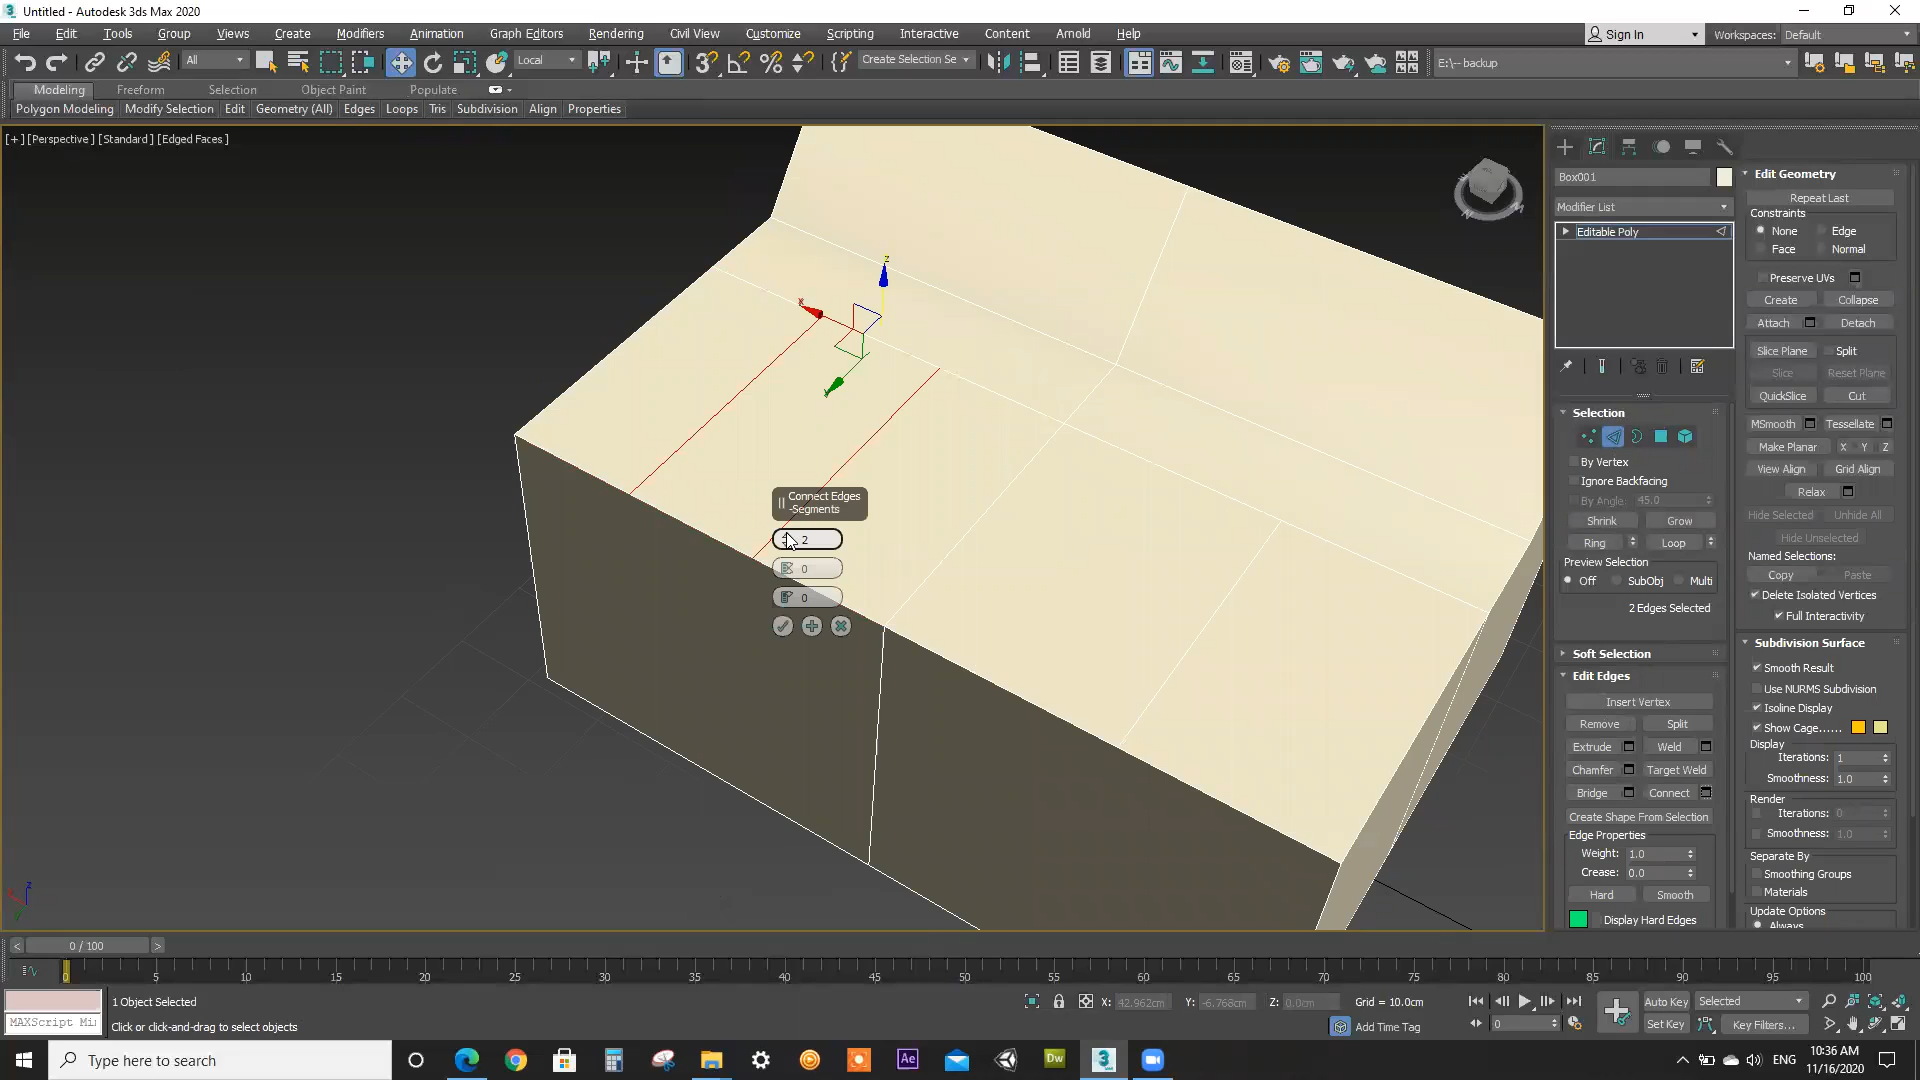 Untitled - Autodesk 3ds Max 2020
File Edit Tools Group Views Create Modifiers Animation Graph Editors Rendering Civil View Customize Scripting Interactive Content Arnold Help
Sign In Workspaces: Default
All Local Create Selection Se E:\-- backup
Modeling Freeform Selection Object Paint Populate
Polygon Modeling Modify Selection Edit Geometry (All) Edges Loops Tris Subdivision Align Properties
[+] [Perspective] [Standard] [Edged Faces]
Box001
Modifier List
Editable Poly
Selection
By Vertex
Ignore Backfacing
By Angle: 45.0
Shrink Grow
Ring Loop
Preview Selection
Off SubObj Multi
2 Edges Selected
Soft Selection
Edit Edges
Insert Vertex
Remove Split
Extrude Weld
Chamfer Target Weld
Bridge Connect
Create Shape From Selection
Edge Properties
Weight: 1.0
Crease: 0.0
Hard Smooth
Display Hard Edges
Edit Geometry
Repeat Last
Constraints
None Edge
Face Normal
Preserve UVs
Create Collapse
Attach Detach
Slice Plane Split
Slice Reset Plane
QuickSlice Cut
MSmooth Tessellate
Make Planar X Y Z
View Align Grid Align
Relax
Hide Selected Unhide All
Hide Unselected
Named Selections:
Copy Paste
Delete Isolated Vertices
Full Interactivity
Subdivision Surface
Smooth Result
Use NURMS Subdivision
Isoline Display
Show Cage......
Display
Iterations: 1
Smoothness: 1.0
Render
Iterations: 0
Smoothness: 1.0
Separate By
Smoothing Groups
Materials
Update Options
Always
x
z
y
Connect Edges
-Segments
2
0
0
z
< 0 / 100 >
0 5 10 15 20 25 30 35 40 45 50 55 60 65 70 75 80 85 90 95 100
1 Object Selected X: 42.962cm Y: -6.768cm Z: 0.0cm Grid = 10.0cm Auto Key Selected
MAXScript Mi Click or click-and-drag to select objects Add Time Tag 0 Set Key Key Filters...
Type here to search Ae Dw 3 ENG 10:36 AM
11/16/2020